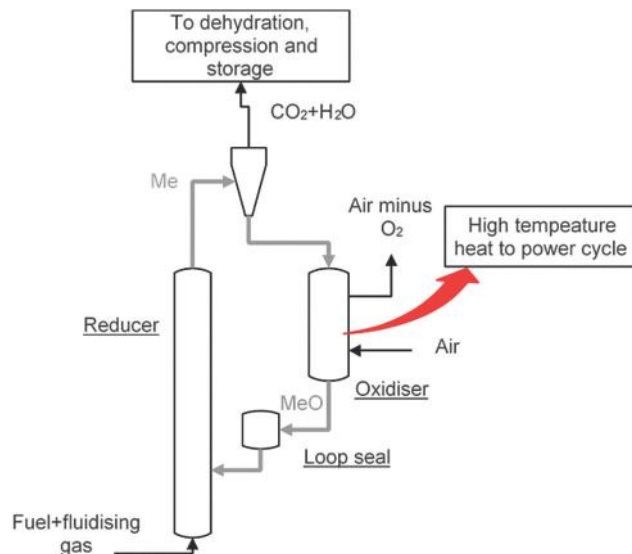 To dehydration,
compression and
storage
CO₂+H₂O
Me
Air minus
O₂
High tempeature
heat to power cycle
Reducer
Air
Oxidiser
MeO
Loop seal
Fuel+fluidising
gas